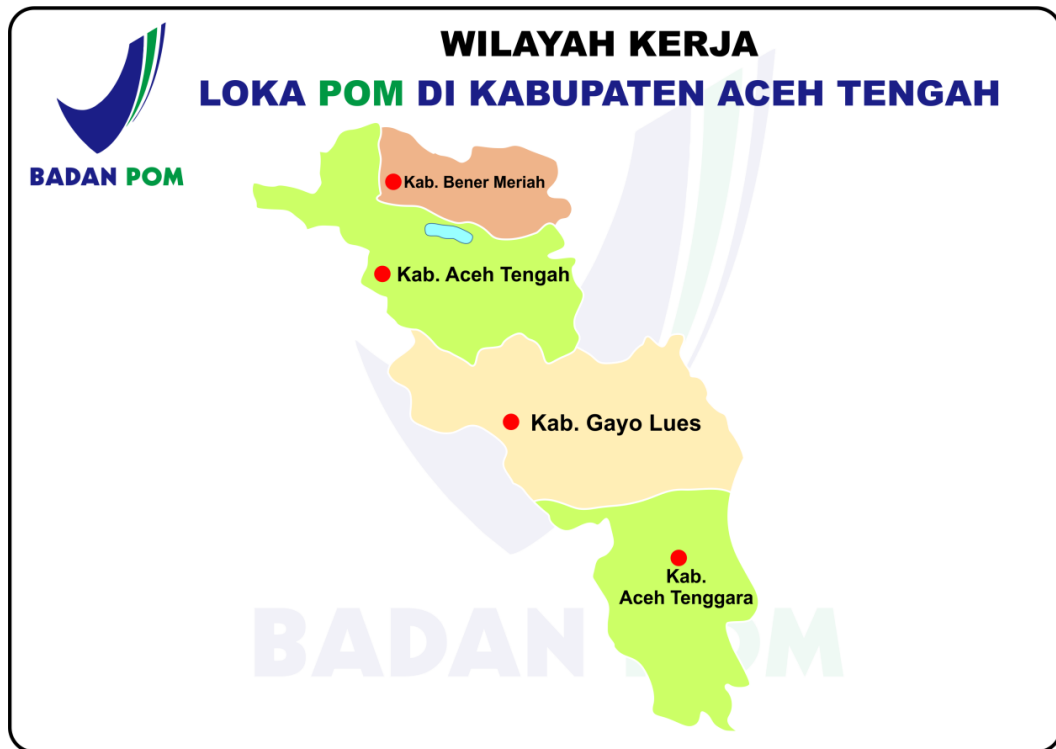 WILAYAH KERJA
LOKA POM DI KABUPATEN ACEH TENGAH
BADAN POM
Kab. Bener Meriah
Kab. Aceh Tengah
Kab. Gayo Lues
Kab.
Aceh Tenggara
BADAN POM